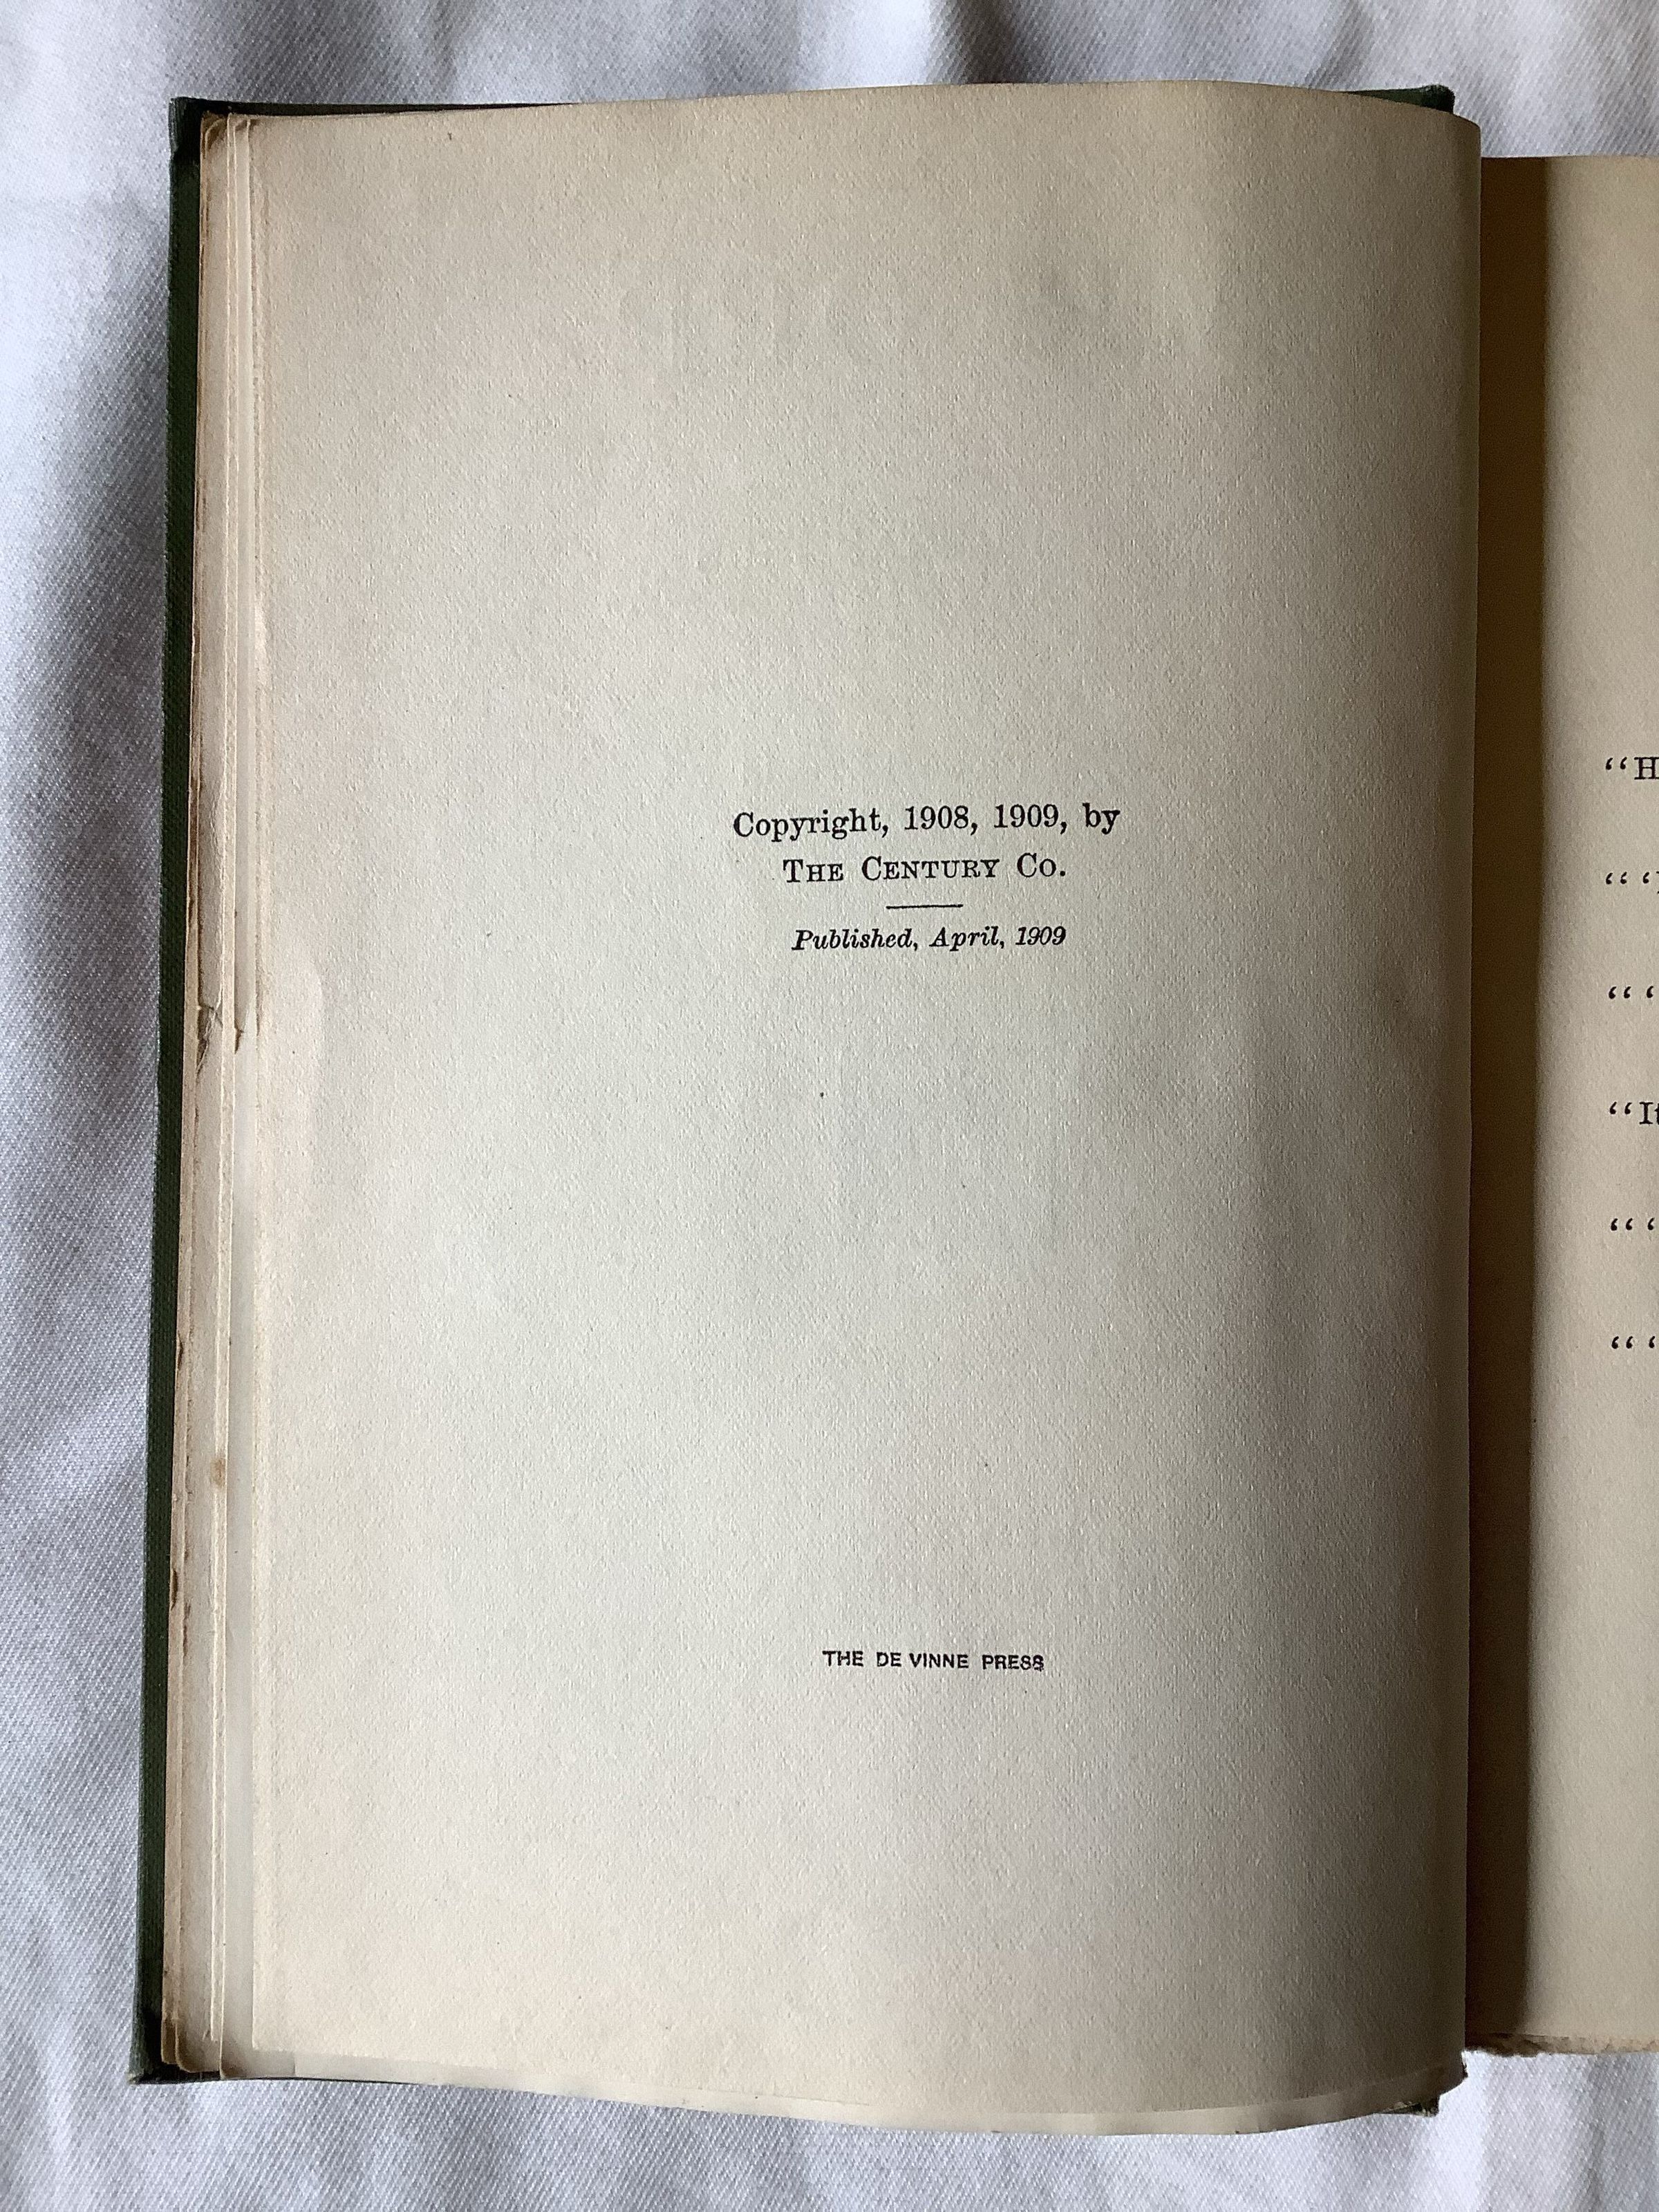 Copyright, 1908, 1909, by
THE CENTURY CO.
Published, April, 1909
THE DE VINNE PRESS